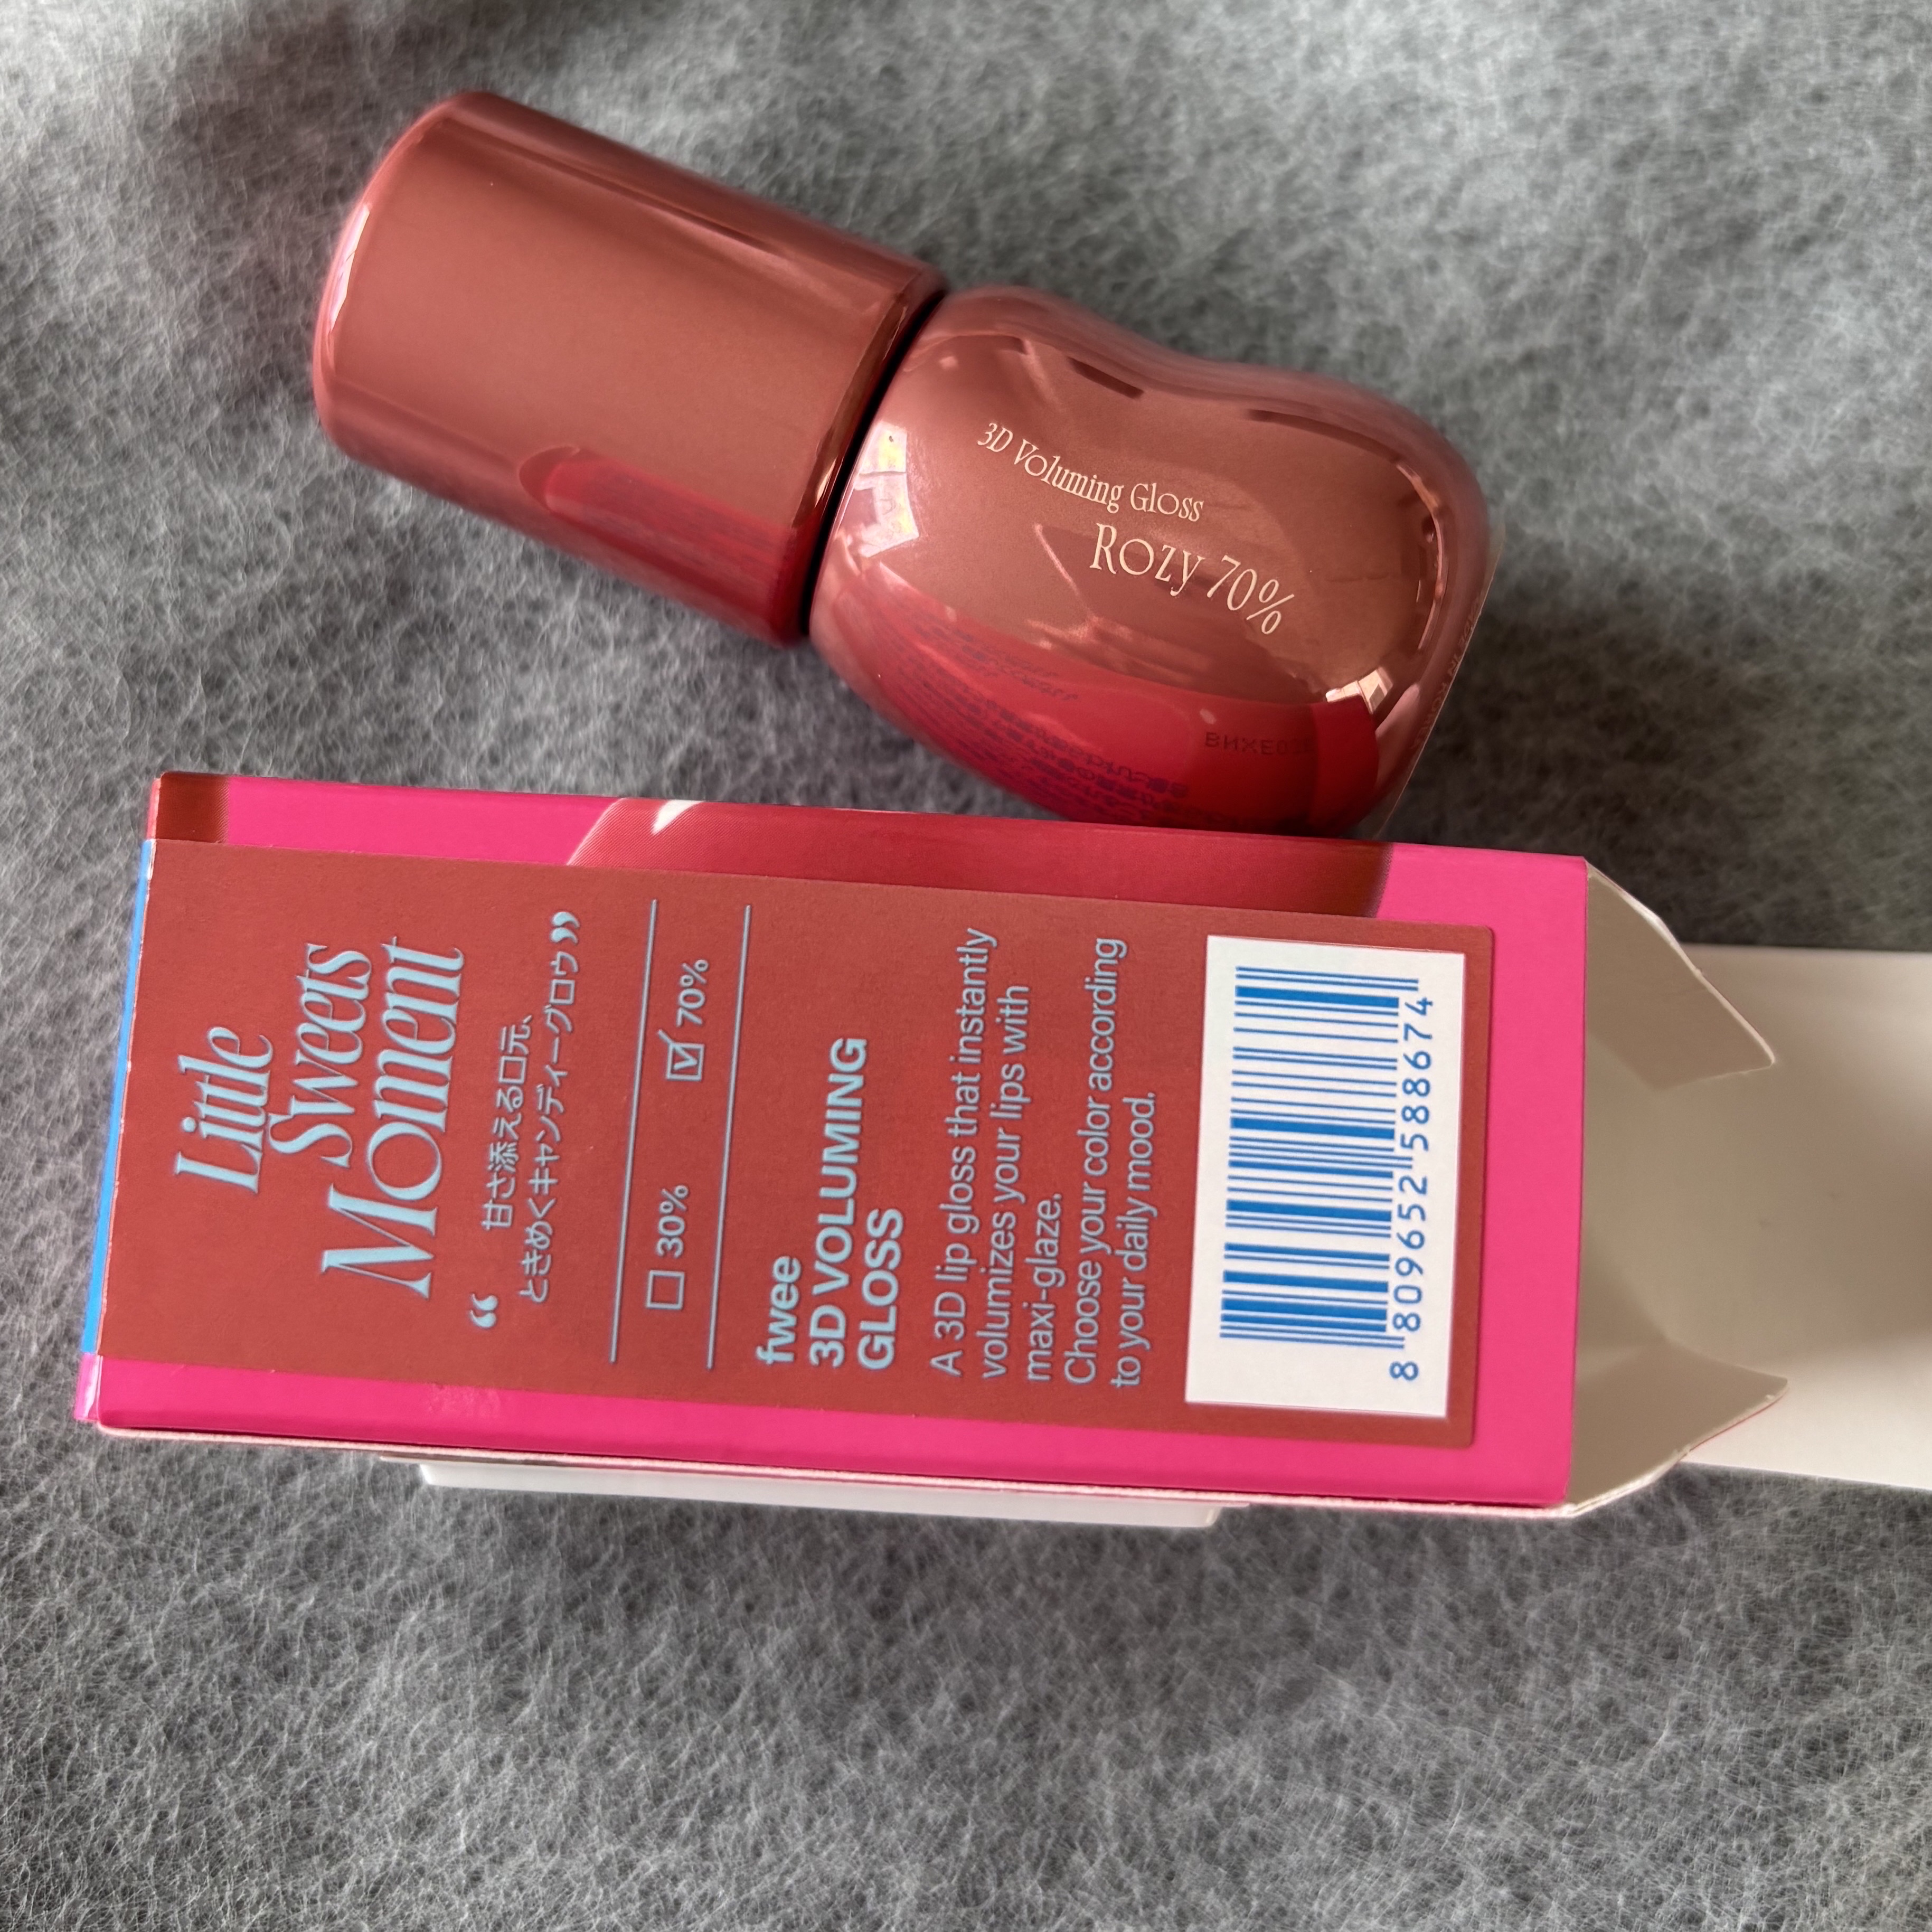 3D Voluming Gloss
Rozy 70%
Little
Sweets
Moment
“ 甘さ添える口元、
ときめくキャンディーグロウ ”
☐ 30% ☑ 70%
fwee
3D VOLUMING
GLOSS
A 3D lip gloss that instantly
volumizes your lips with
maxi-glaze.
Choose your color according
to your daily mood.
8 809652 588674